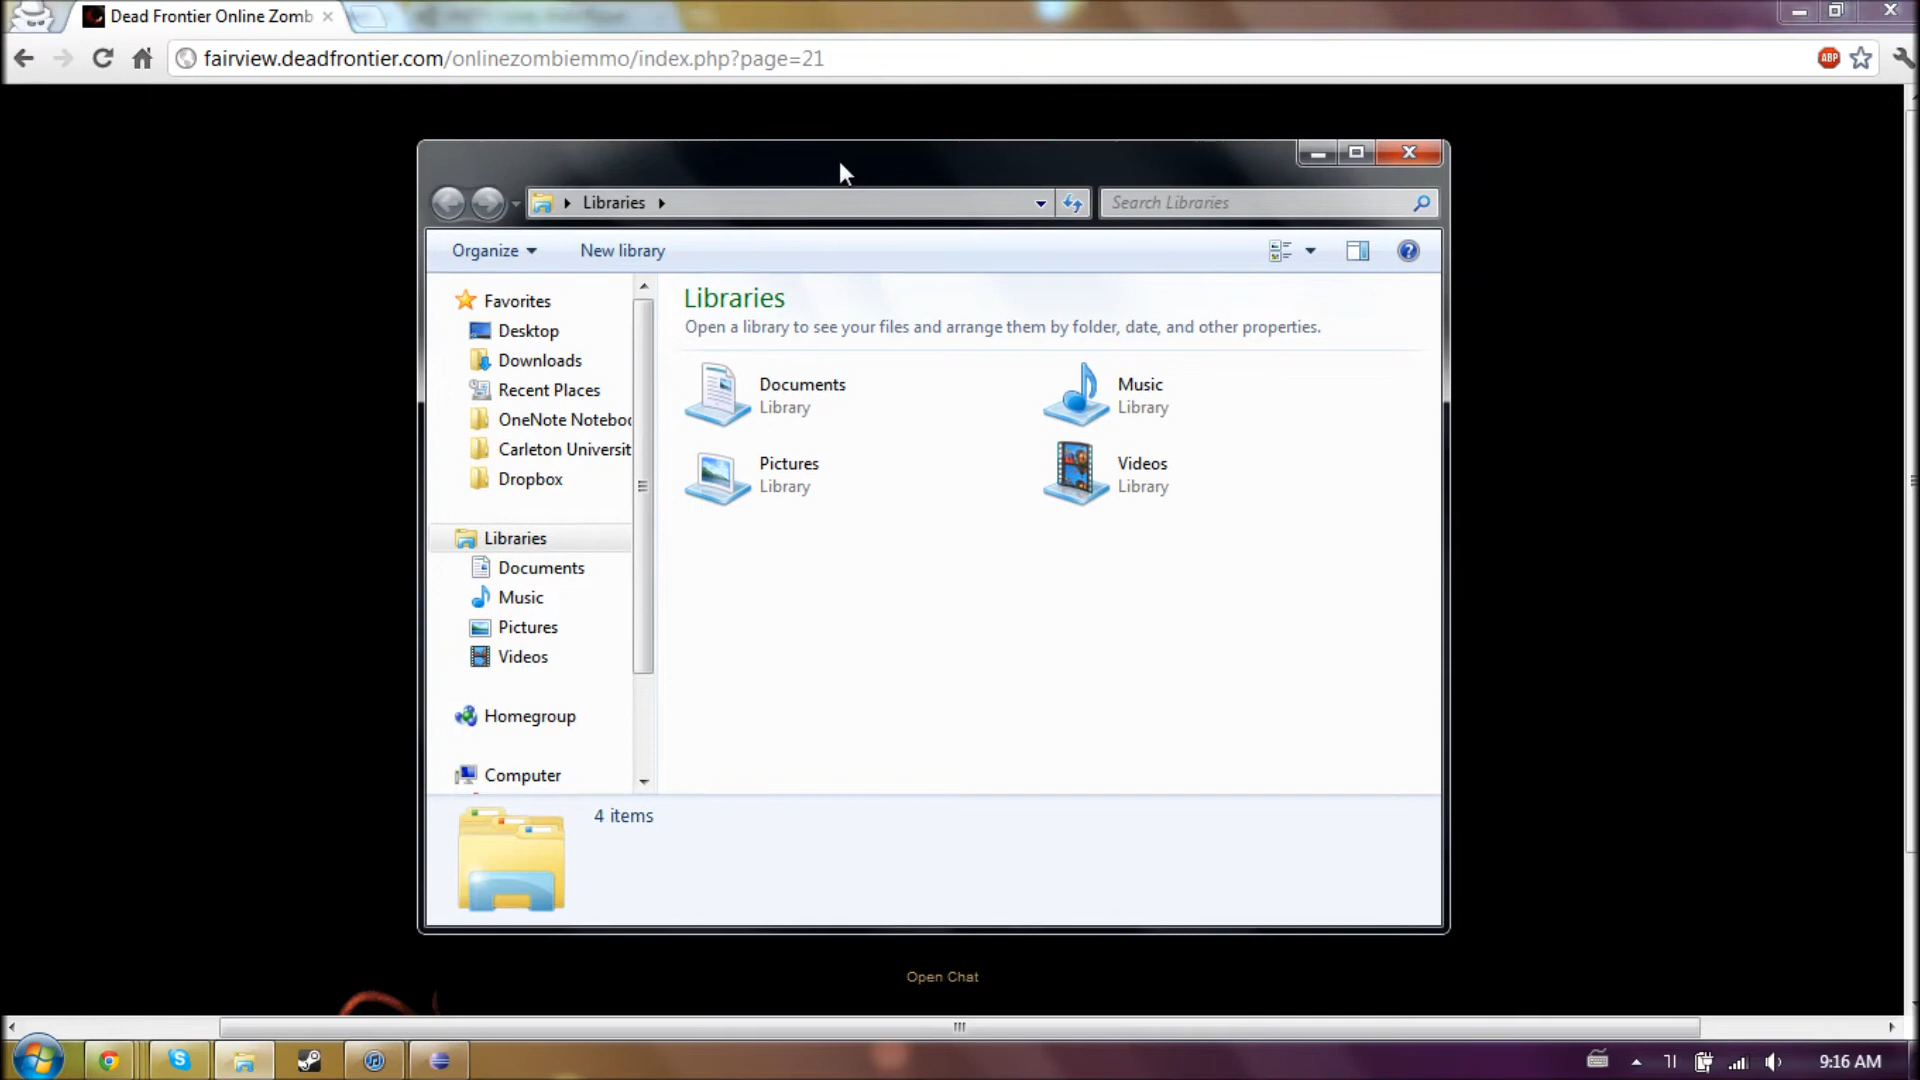 Dead Frontier Online Zomb
fairview.deadfrontier.com/onlinezombiemmo/index.php?page=21
ABP
Libraries
Search Libraries
Organize
New library
Favorites
Desktop
Downloads
Recent Places
OneNote Noteboo
Carleton Universit
Dropbox
Libraries
Documents
Music
Pictures
Videos
Homegroup
Computer
Libraries
Open a library to see your files and arrange them by folder, date, and other properties.
Documents
Library
Music
Library
Pictures
Library
Videos
Library
4 items
Open Chat
9:16 AM